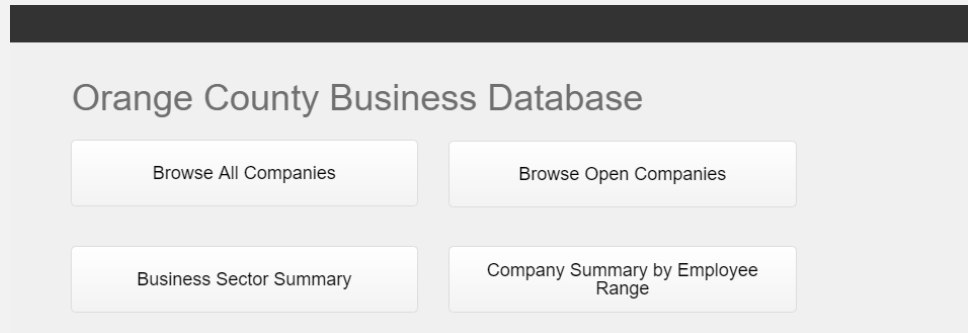 Orange County Business Database
Browse All Companies
Browse Open Companies
Business Sector Summary
Company Summary by Employee
Range